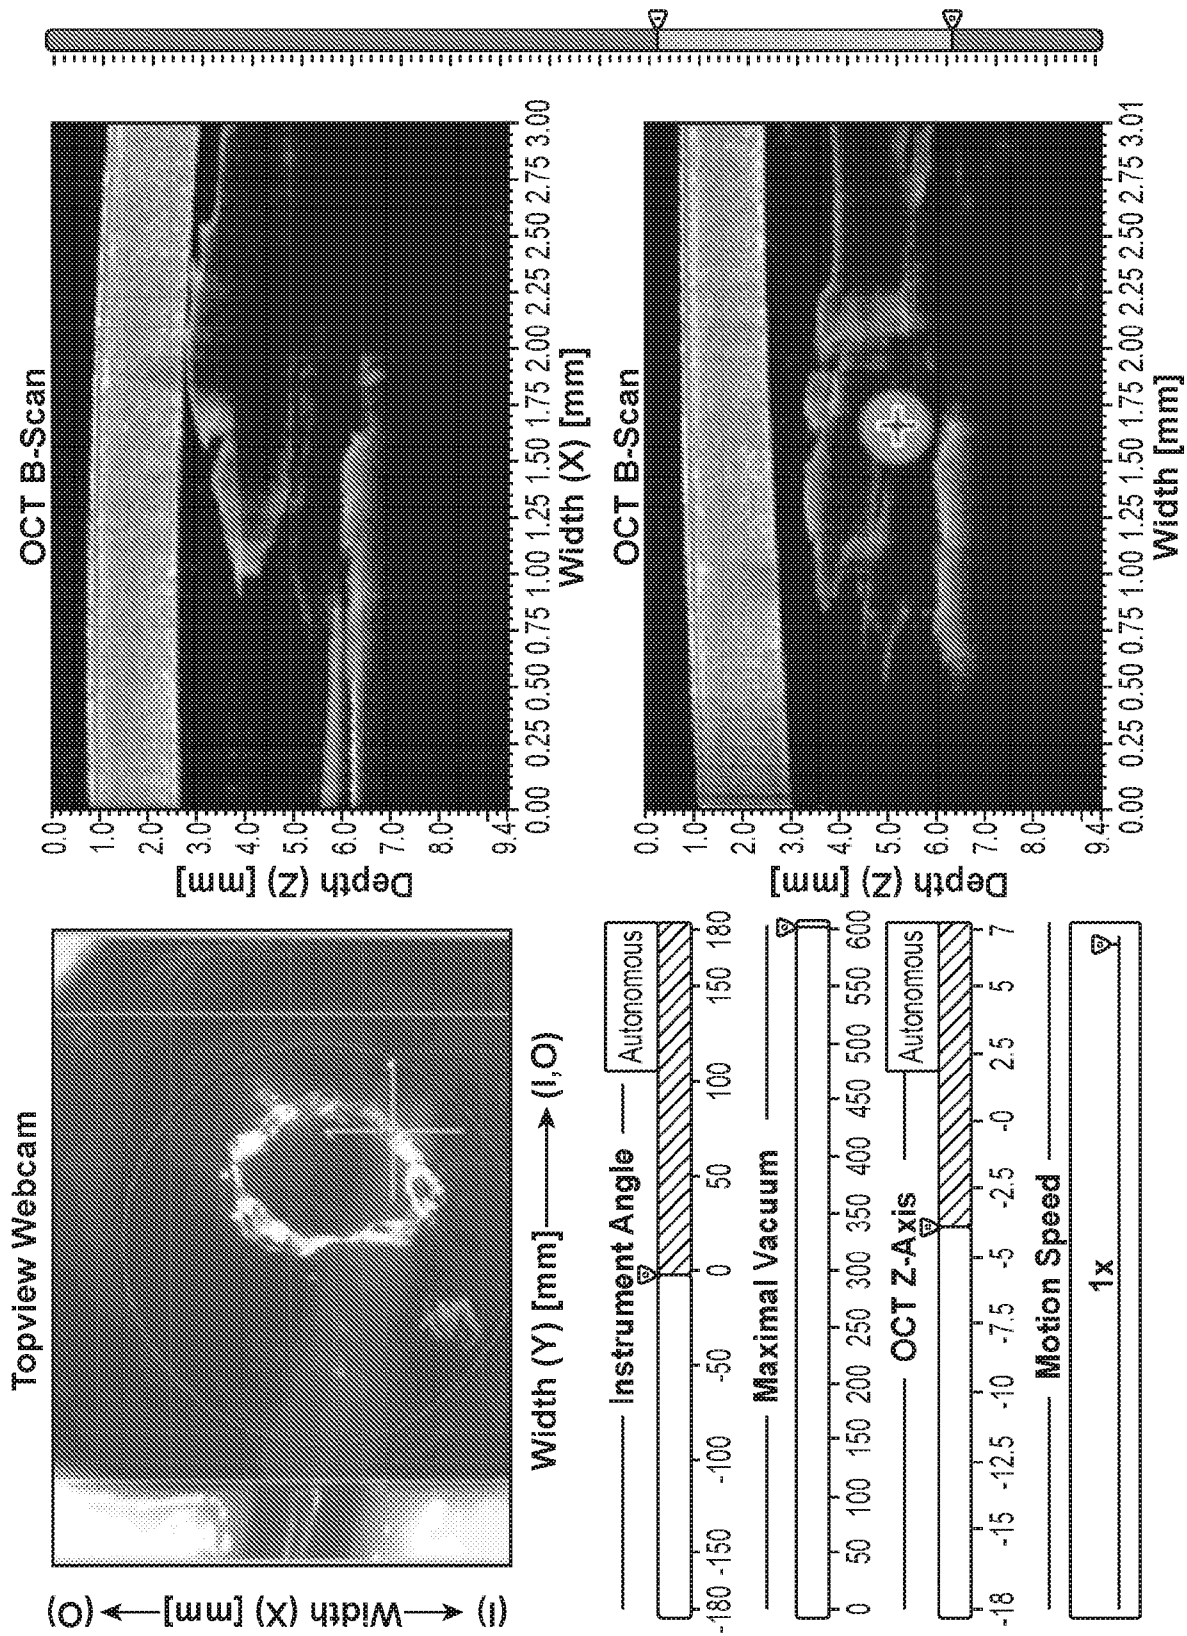 Topview Webcam
(I) ←Width (X) [mm]→ (O)
Width (Y) [mm] → (I,O)
OCT B-Scan
Depth (Z) [mm]
0.0
1.0
2.0
3.0
4.0
5.0
6.0
7.0
9.4
0.00 0.25 0.50 0.75 1.00 1.25 1.50 1.75 2.00 2.25 2.50 2.75 3.00
Width (X) [mm]
Instrument Angle
Autonomous
-180 -150 -100 -50 0 50 100 150 180
Maximal Vacuum
0 50 100 150 200 250 300 350 400 450 500 550 600
OCT Z-Axis
Autonomous
-18 -15 -12.5 -10 -7.5 -5 -2.5 -0 2.5 5 7
Motion Speed
1x
OCT B-Scan
Depth (Z) [mm]
0.0
1.0
2.0
3.0
4.0
5.0
6.0
7.0
9.4
0.00 0.25 0.50 0.75 1.00 1.25 1.50 1.75 2.00 2.25 2.50 2.75 3.01
Width [mm]